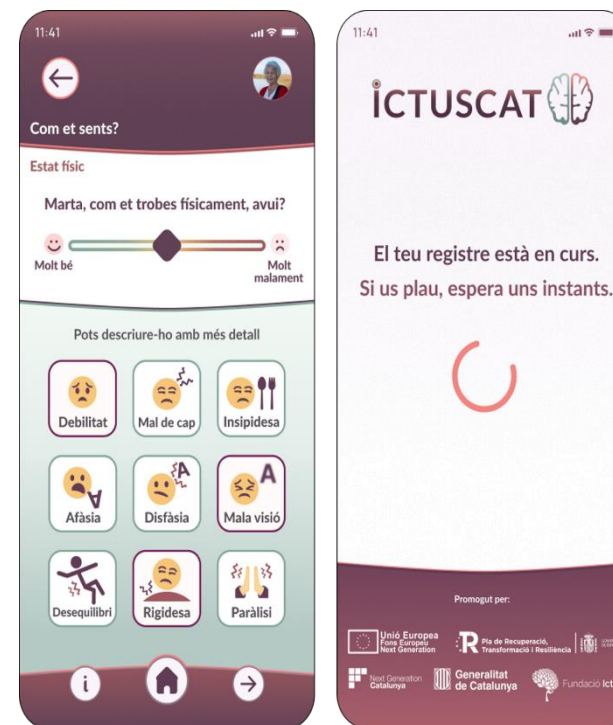 11:41
Com et sents?
Estat físic
Marta, com et trobes físicament, avui?
Molt bé
Molt
malament
Pots descriure-ho amb més detall
Debilitat
Mal de cap
Insipidesa
A
A
A
Afàsia
Disfàsia
Mala visió
Desequilibri
Rigidesa
Paràlisi
i
11:41
ICTUSCAT
El teu registre està en curs.
Si us plau, espera uns instants.
Promogut per:
Unió Europea
Fons Europeu
Next Generation
R
Pla de Recuperació,
Transformació i Resiliència
Next Generation
Catalunya
Generalitat
de Catalunya
Fundació Ict